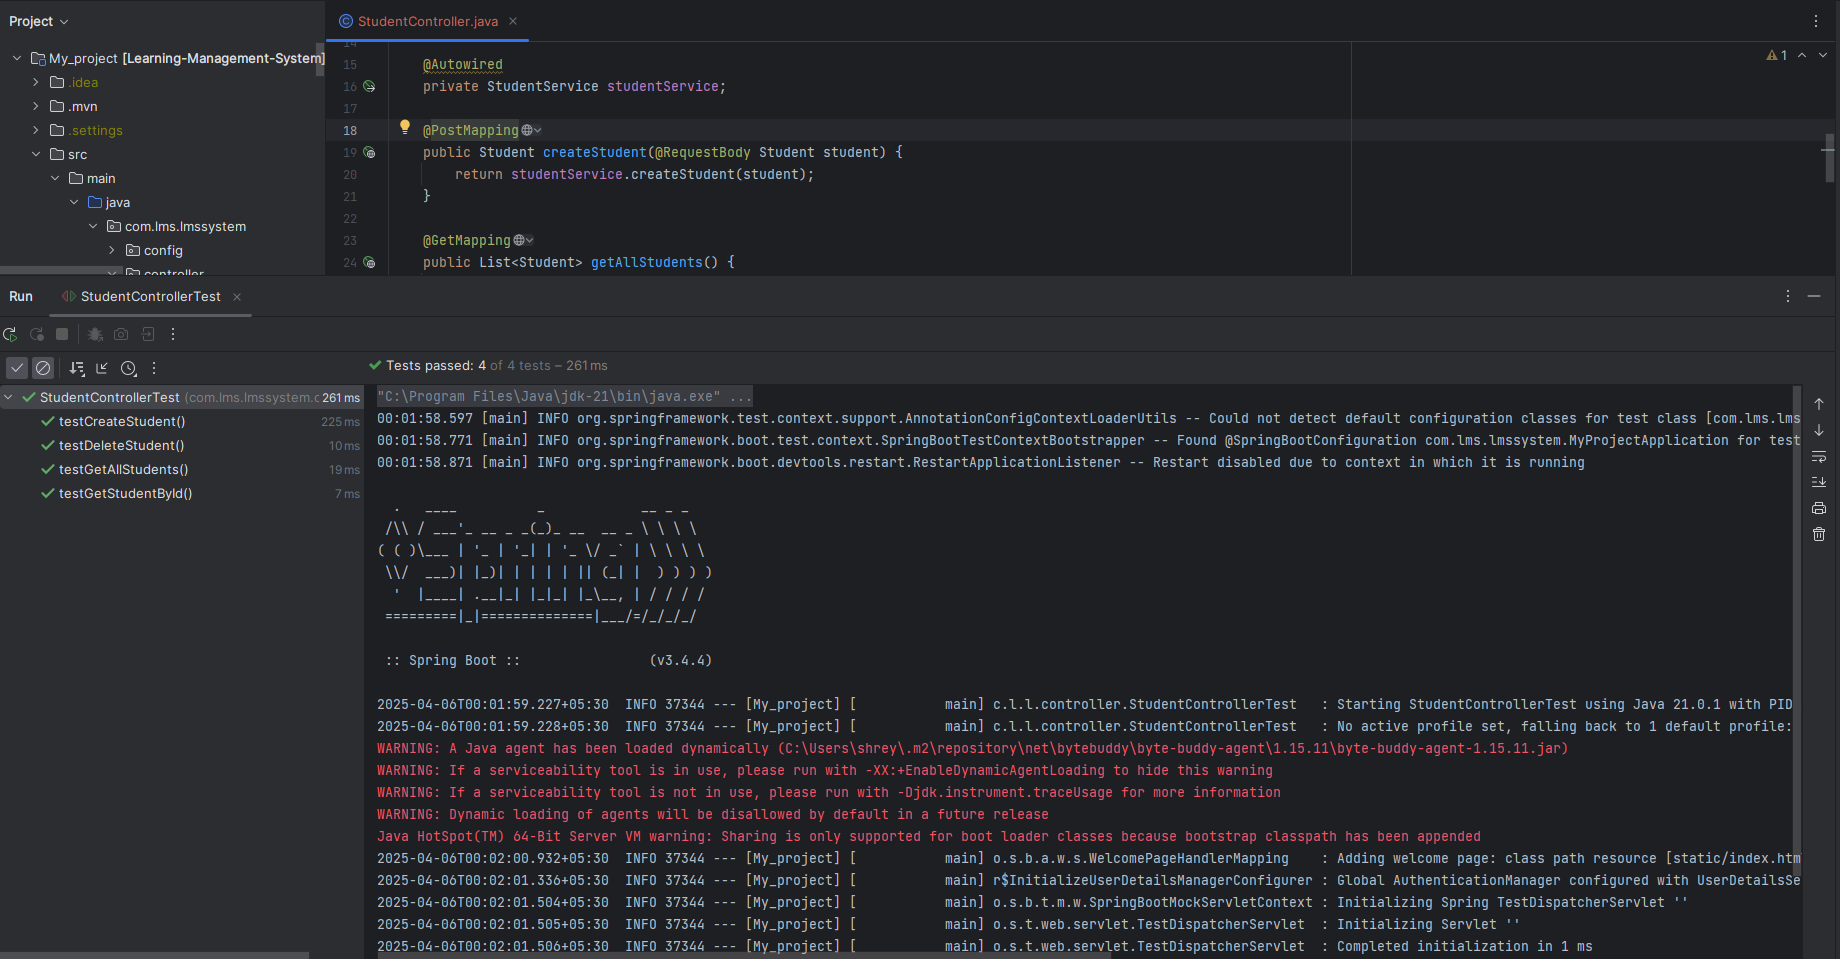 Project
StudentController.java
My_project [Learning-Management-System]
.idea
.mvn
.settings
src
main
java
com.lms.lmssystem
config
controller
14
15 @Autowired
16 private StudentService studentService;
17
18 @PostMapping
19 public Student createStudent(@RequestBody Student student) {
20 return studentService.createStudent(student);
21 }
22
23 @GetMapping
24 public List<Student> getAllStudents() {
1
Run StudentControllerTest
Tests passed: 4 of 4 tests – 261 ms
StudentControllerTest (com.lms.lmssystem.c 261 ms
testCreateStudent() 225 ms
testDeleteStudent() 10 ms
testGetAllStudents() 19 ms
testGetStudentById() 7 ms
"C:\Program Files\Java\jdk-21\bin\java.exe" ...
00:01:58.597 [main] INFO org.springframework.test.context.support.AnnotationConfigContextLoaderUtils -- Could not detect default configuration classes for test class [com.lms.lms
00:01:58.771 [main] INFO org.springframework.boot.test.context.SpringBootTestContextBootstrapper -- Found @SpringBootConfiguration com.lms.lmssystem.MyProjectApplication for test
00:01:58.871 [main] INFO org.springframework.boot.devtools.restart.RestartApplicationListener -- Restart disabled due to context in which it is running
  .   ____          _            __ _ _
 /\\ / ___'_ __ _ _(_)_ __  __ _ \ \ \ \
( ( )\___ | '_ | '_| | '_ \/ _` | \ \ \ \
 \\/  ___)| |_)| | | | | || (_| |  ) ) ) )
  '  |____| .__|_| |_|_| |_\__, | / / / /
 =========|_|==============|___/=/_/_/_/
:: Spring Boot :: (v3.4.4)
2025-04-06T00:01:59.227+05:30 INFO 37344 --- [My_project] [ main] c.l.l.controller.StudentControllerTest : Starting StudentControllerTest using Java 21.0.1 with PID
2025-04-06T00:01:59.228+05:30 INFO 37344 --- [My_project] [ main] c.l.l.controller.StudentControllerTest : No active profile set, falling back to 1 default profile:
WARNING: A Java agent has been loaded dynamically (C:\Users\shrey\.m2\repository\net\bytebuddy\byte-buddy-agent\1.15.11\byte-buddy-agent-1.15.11.jar)
WARNING: If a serviceability tool is in use, please run with -XX:+EnableDynamicAgentLoading to hide this warning
WARNING: If a serviceability tool is not in use, please run with -Djdk.instrument.traceUsage for more information
WARNING: Dynamic loading of agents will be disallowed by default in a future release
Java HotSpot(TM) 64-Bit Server VM warning: Sharing is only supported for boot loader classes because bootstrap classpath has been appended
2025-04-06T00:02:00.932+05:30 INFO 37344 --- [My_project] [ main] o.s.b.a.w.s.WelcomePageHandlerMapping : Adding welcome page: class path resource [static/index.htm
2025-04-06T00:02:01.336+05:30 INFO 37344 --- [My_project] [ main] r$InitializeUserDetailsManagerConfigurer : Global AuthenticationManager configured with UserDetailsSe
2025-04-06T00:02:01.504+05:30 INFO 37344 --- [My_project] [ main] o.s.b.t.m.w.SpringBootMockServletContext : Initializing Spring TestDispatcherServlet ''
2025-04-06T00:02:01.505+05:30 INFO 37344 --- [My_project] [ main] o.s.t.web.servlet.TestDispatcherServlet : Initializing Servlet ''
2025-04-06T00:02:01.506+05:30 INFO 37344 --- [My_project] [ main] o.s.t.web.servlet.TestDispatcherServlet : Completed initialization in 1 ms